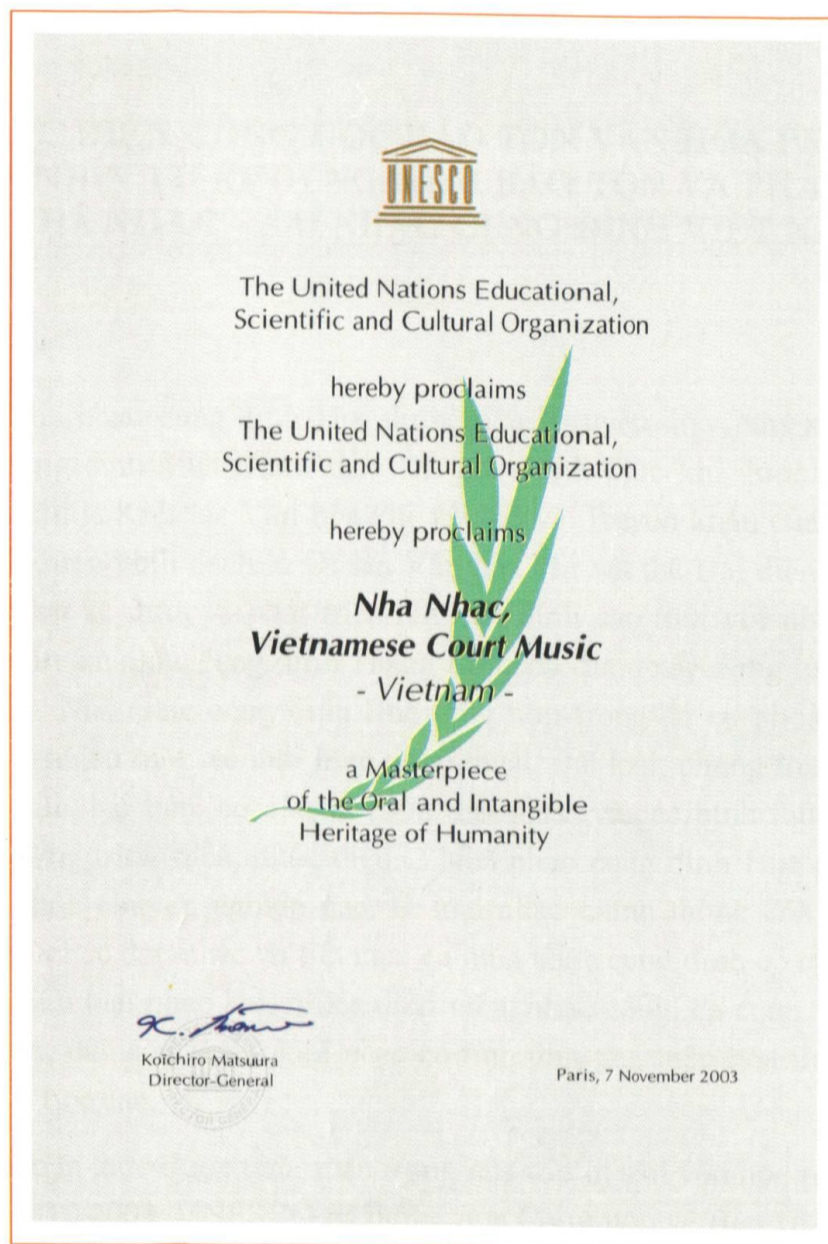 UNESCO
The United Nations Educational,
Scientific and Cultural Organization
hereby proclaims
The United Nations Educational,
Scientific and Cultural Organization
hereby proclaims
Nha Nhac,
Vietnamese Court Music
- Vietnam -
a Masterpiece
of the Oral and Intangible
Heritage of Humanity
Koïchiro Matsuura
Director-General
Paris, 7 November 2003